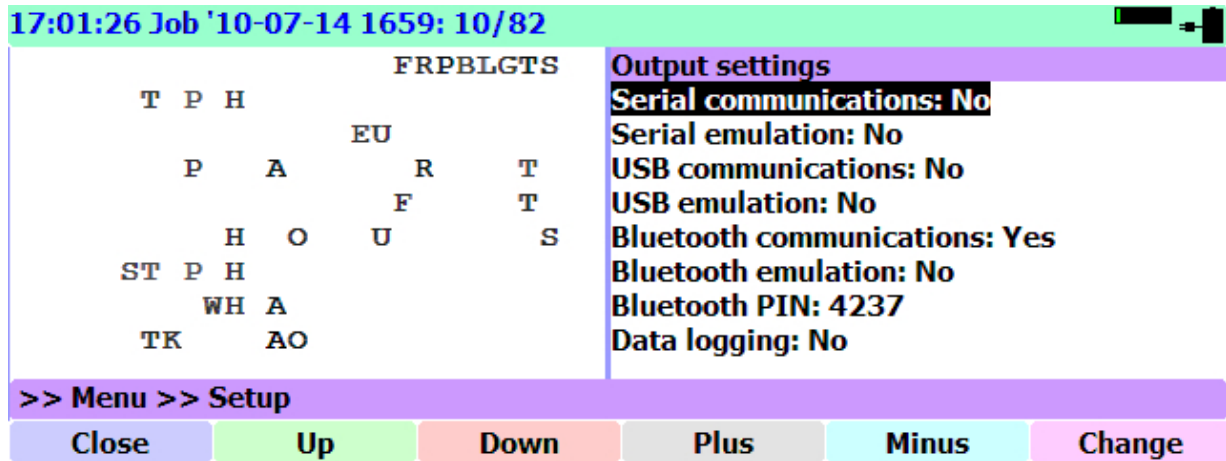 17:01:26 Job '10-07-14 1659: 10/82
FRPBLGTS
T P H
EU
P A R T
F T
H O U S
ST P H
WH A
TK AO
Output settings
Serial communications: No
Serial emulation: No
USB communications: No
USB emulation: No
Bluetooth communications: Yes
Bluetooth emulation: No
Bluetooth PIN: 4237
Data logging: No
>> Menu >> Setup
Close Up Down Plus Minus Change